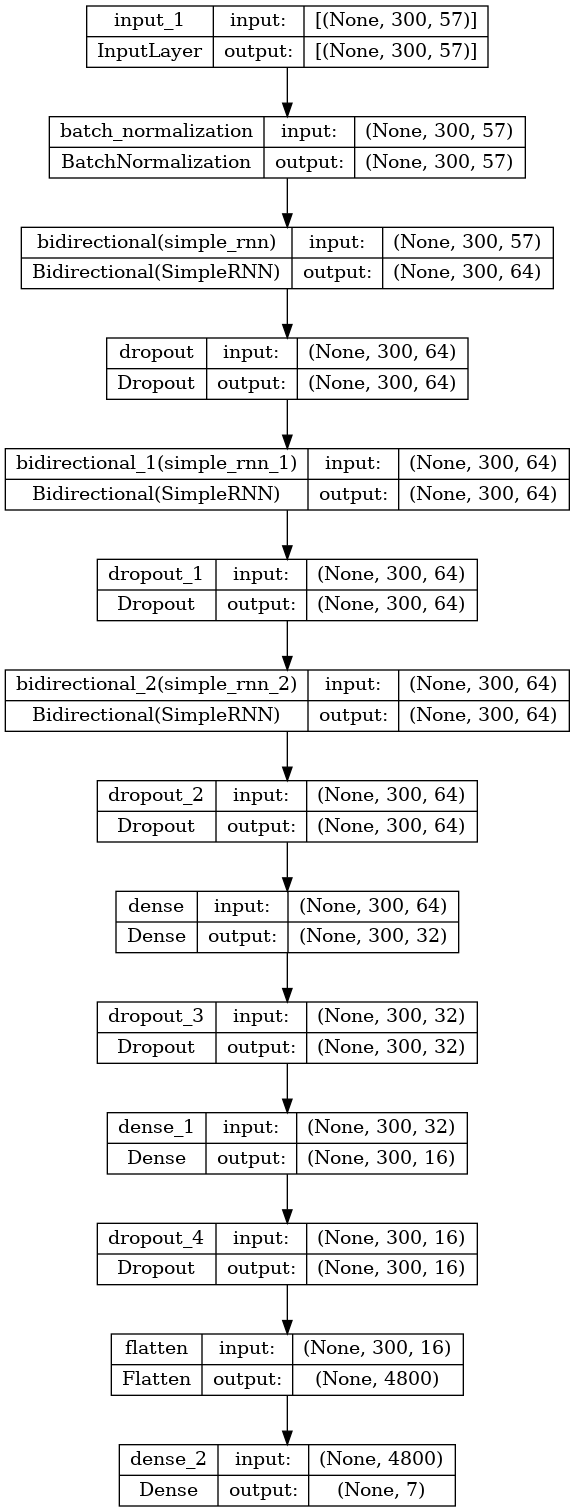 input_1 input: [(None, 300, 57)]
InputLayer output: [(None, 300, 57)]
batch_normalization input: (None, 300, 57)
BatchNormalization output: (None, 300, 57)
bidirectional(simple_rnn) input: (None, 300, 57)
Bidirectional(SimpleRNN) output: (None, 300, 64)
dropout input: (None, 300, 64)
Dropout output: (None, 300, 64)
bidirectional_1(simple_rnn_1) input: (None, 300, 64)
Bidirectional(SimpleRNN) output: (None, 300, 64)
dropout_1 input: (None, 300, 64)
Dropout output: (None, 300, 64)
bidirectional_2(simple_rnn_2) input: (None, 300, 64)
Bidirectional(SimpleRNN) output: (None, 300, 64)
dropout_2 input: (None, 300, 64)
Dropout output: (None, 300, 64)
dense input: (None, 300, 64)
Dense output: (None, 300, 32)
dropout_3 input: (None, 300, 32)
Dropout output: (None, 300, 32)
dense_1 input: (None, 300, 32)
Dense output: (None, 300, 16)
dropout_4 input: (None, 300, 16)
Dropout output: (None, 300, 16)
flatten input: (None, 300, 16)
Flatten output: (None, 4800)
dense_2 input: (None, 4800)
Dense output: (None, 7)